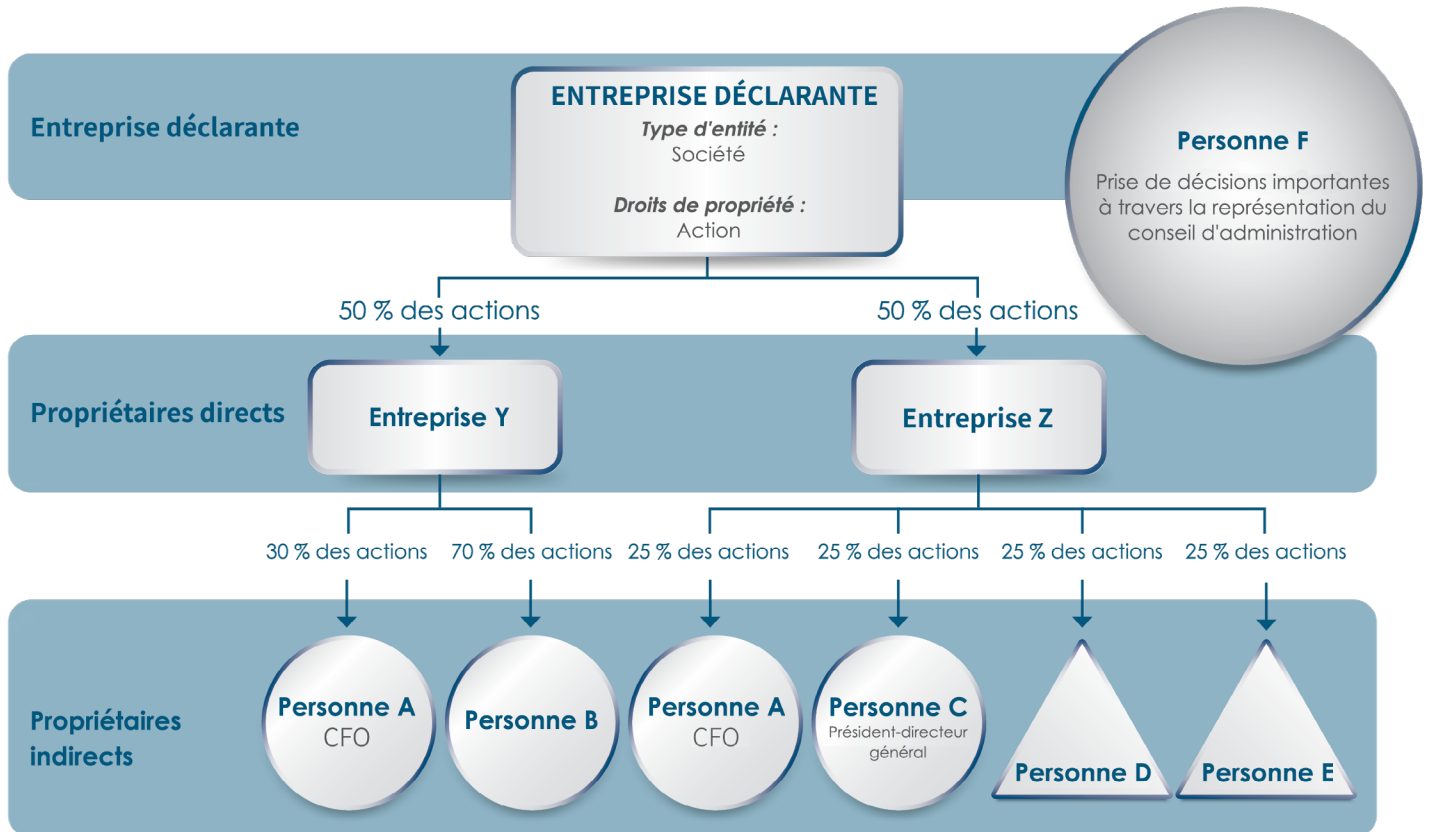 Entreprise déclarante
ENTREPRISE DÉCLARANTE
Type d'entité :
Société
Droits de propriété :
Action
Personne F
Prise de décisions importantes
à travers la représentation du
conseil d'administration
50 % des actions
50 % des actions
Propriétaires directs
Entreprise Y
Entreprise Z
30 % des actions
70 % des actions
25 % des actions
25 % des actions
25 % des actions
25 % des actions
Propriétaires
indirects
Personne A
CFO
Personne B
Personne A
CFO
Personne C
Président-directeur
général
Personne D
Personne E